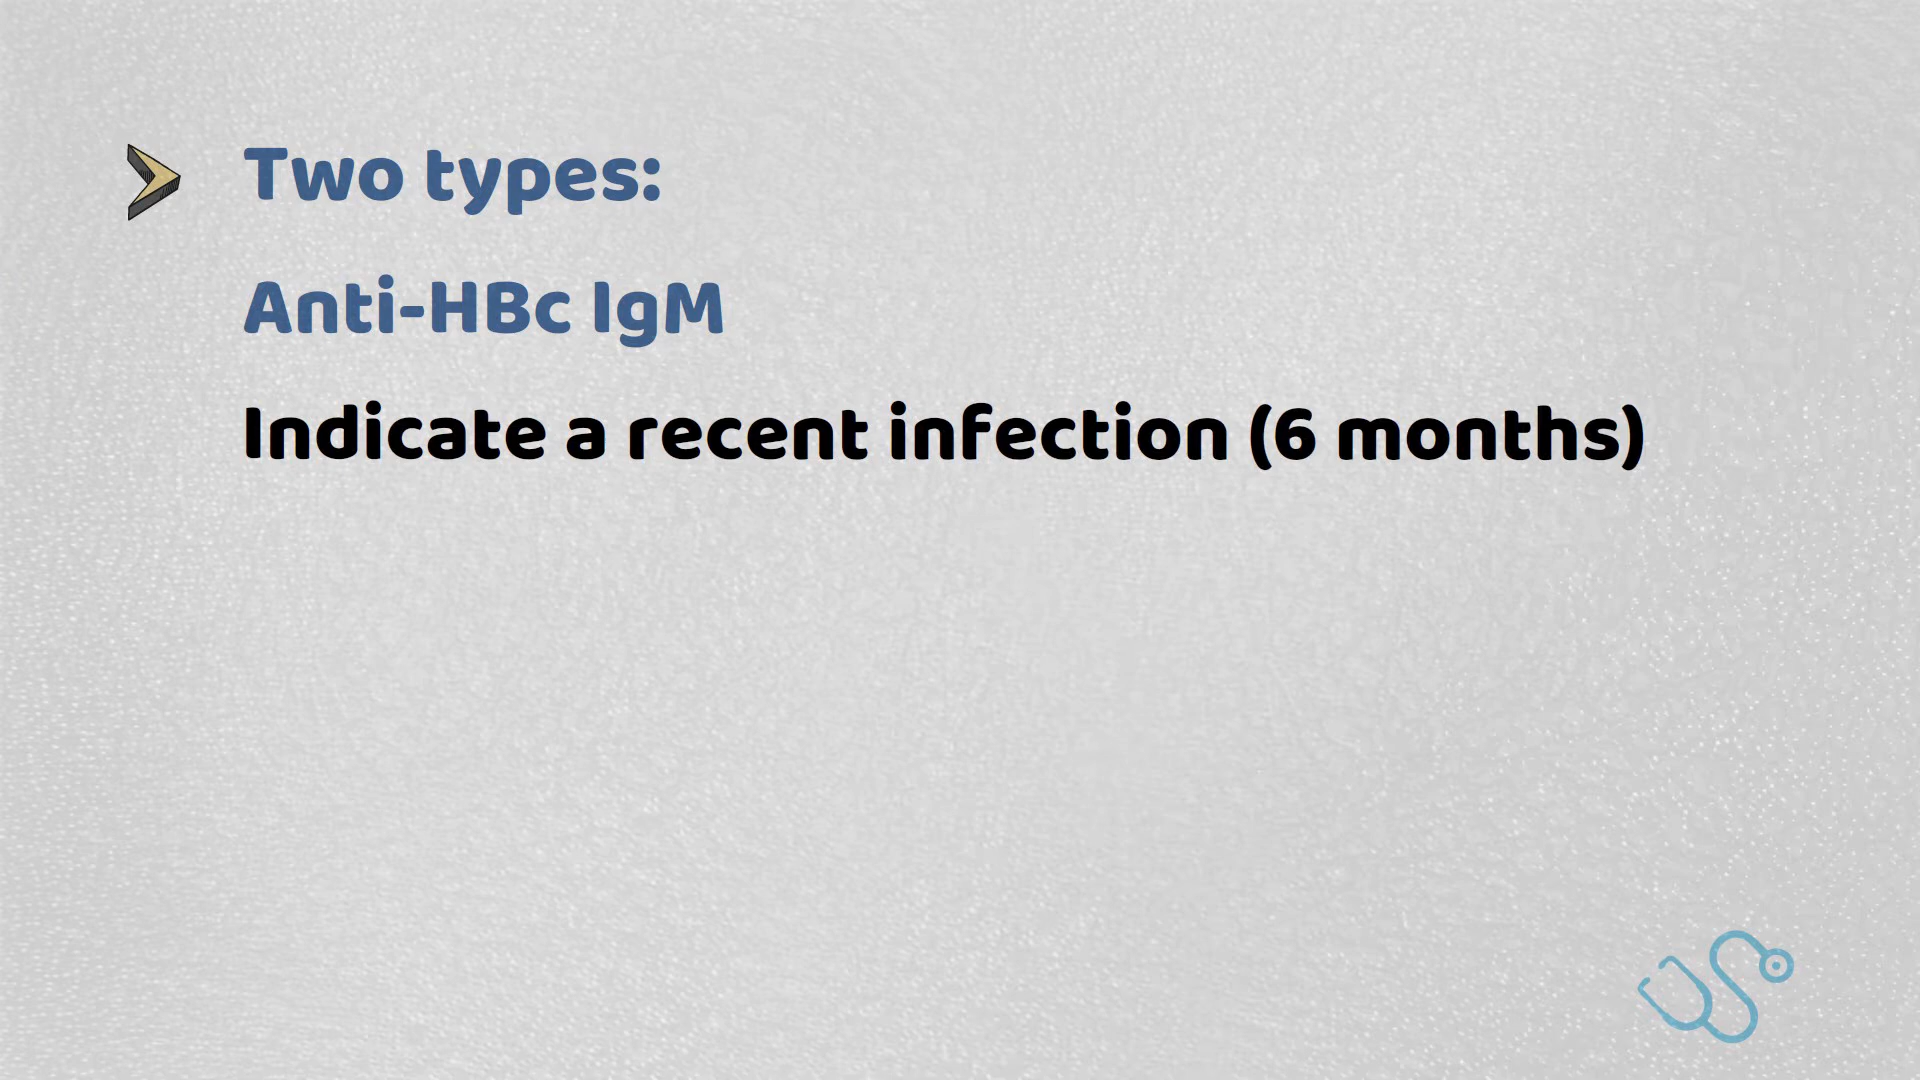 Two types:
Anti-HBc IgM
Indicate a recent infection (6 months)